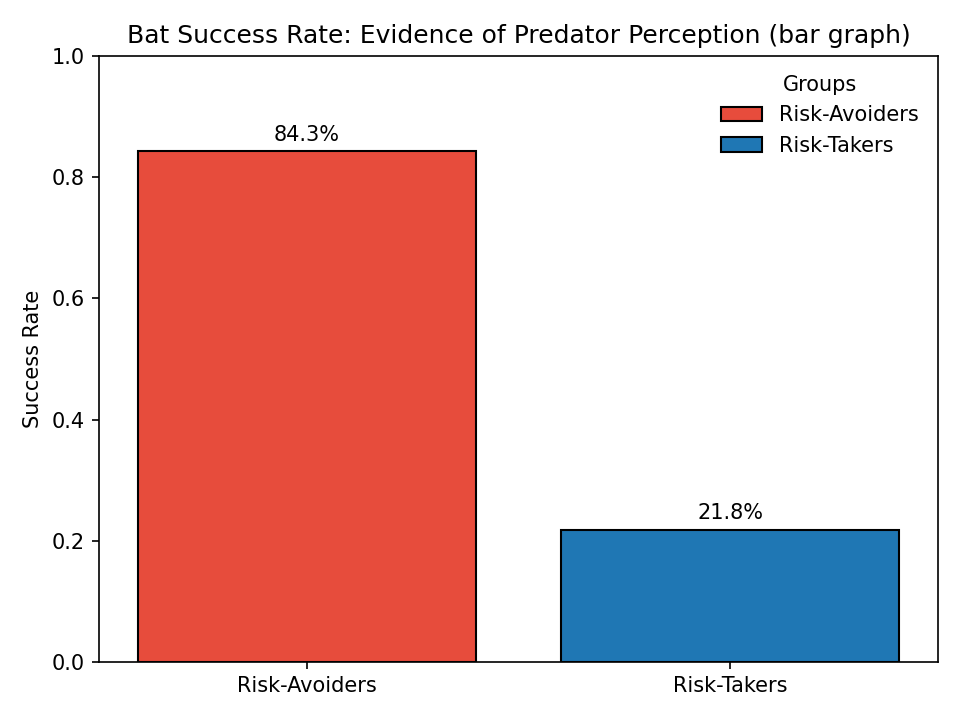 Bat Success Rate: Evidence of Predator Perception (bar graph)
Groups
Risk-Avoiders
Risk-Takers
84.3%
21.8%
Success Rate
1.0
0.8
0.6
0.4
0.2
0.0
Risk-Avoiders
Risk-Takers